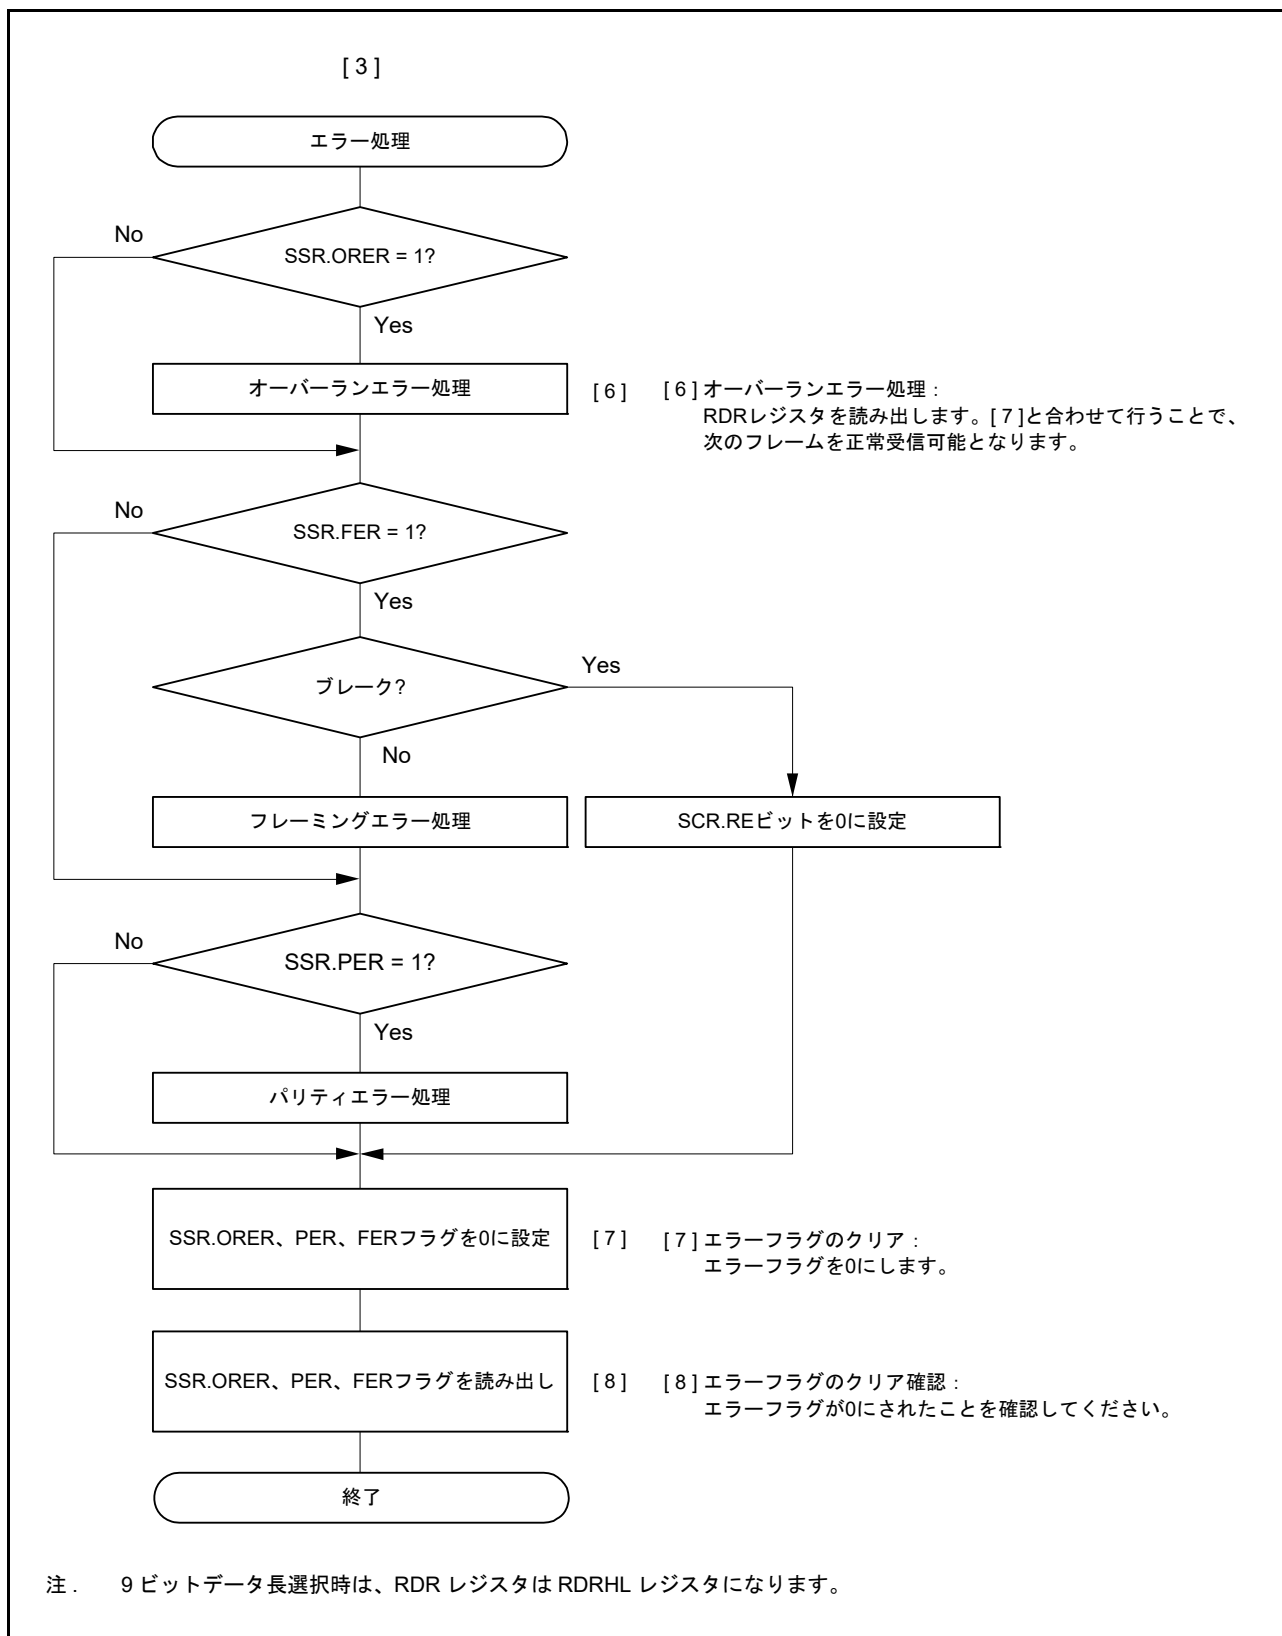 [ 3 ]
エラー処理
No
SSR.ORER = 1?
Yes
オーバーランエラー処理
[ 6 ]
[ 6 ] オーバーランエラー処理：
RDRレジスタを読み出します。[ 7 ]と合わせて行うことで、
次のフレームを正常受信可能となります。
No
SSR.FER = 1?
Yes
ブレーク?
Yes
No
フレーミングエラー処理
SCR.REビットを0に設定
No
SSR.PER = 1?
Yes
パリティエラー処理
SSR.ORER、PER、FERフラグを0に設定
[ 7 ]
[ 7 ] エラーフラグのクリア：
エラーフラグを0にします。
SSR.ORER、PER、FERフラグを読み出し
[ 8 ]
[ 8 ] エラーフラグのクリア確認：
エラーフラグが0にされたことを確認してください。
終了
注 . 9 ビットデータ長選択時は、RDR レジスタは RDRHL レジスタになります。